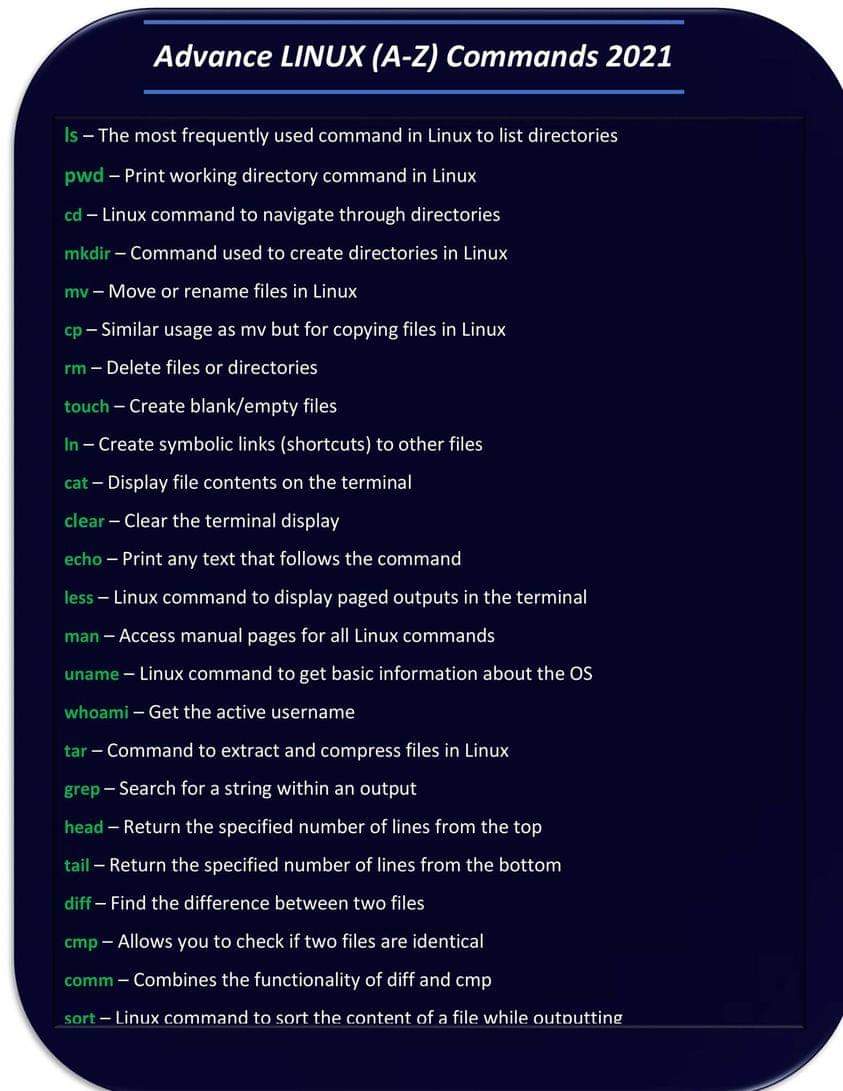 Advance LINUX (A-Z) Commands 2021
ls – The most frequently used command in Linux to list directories
pwd – Print working directory command in Linux
cd – Linux command to navigate through directories
mkdir – Command used to create directories in Linux
mv – Move or rename files in Linux
cp – Similar usage as mv but for copying files in Linux
rm – Delete files or directories
touch – Create blank/empty files
ln – Create symbolic links (shortcuts) to other files
cat – Display file contents on the terminal
clear – Clear the terminal display
echo – Print any text that follows the command
less – Linux command to display paged outputs in the terminal
man – Access manual pages for all Linux commands
uname – Linux command to get basic information about the OS
whoami – Get the active username
tar – Command to extract and compress files in Linux
grep – Search for a string within an output
head – Return the specified number of lines from the top
tail – Return the specified number of lines from the bottom
diff – Find the difference between two files
cmp – Allows you to check if two files are identical
comm – Combines the functionality of diff and cmp
sort – Linux command to sort the content of a file while outputting